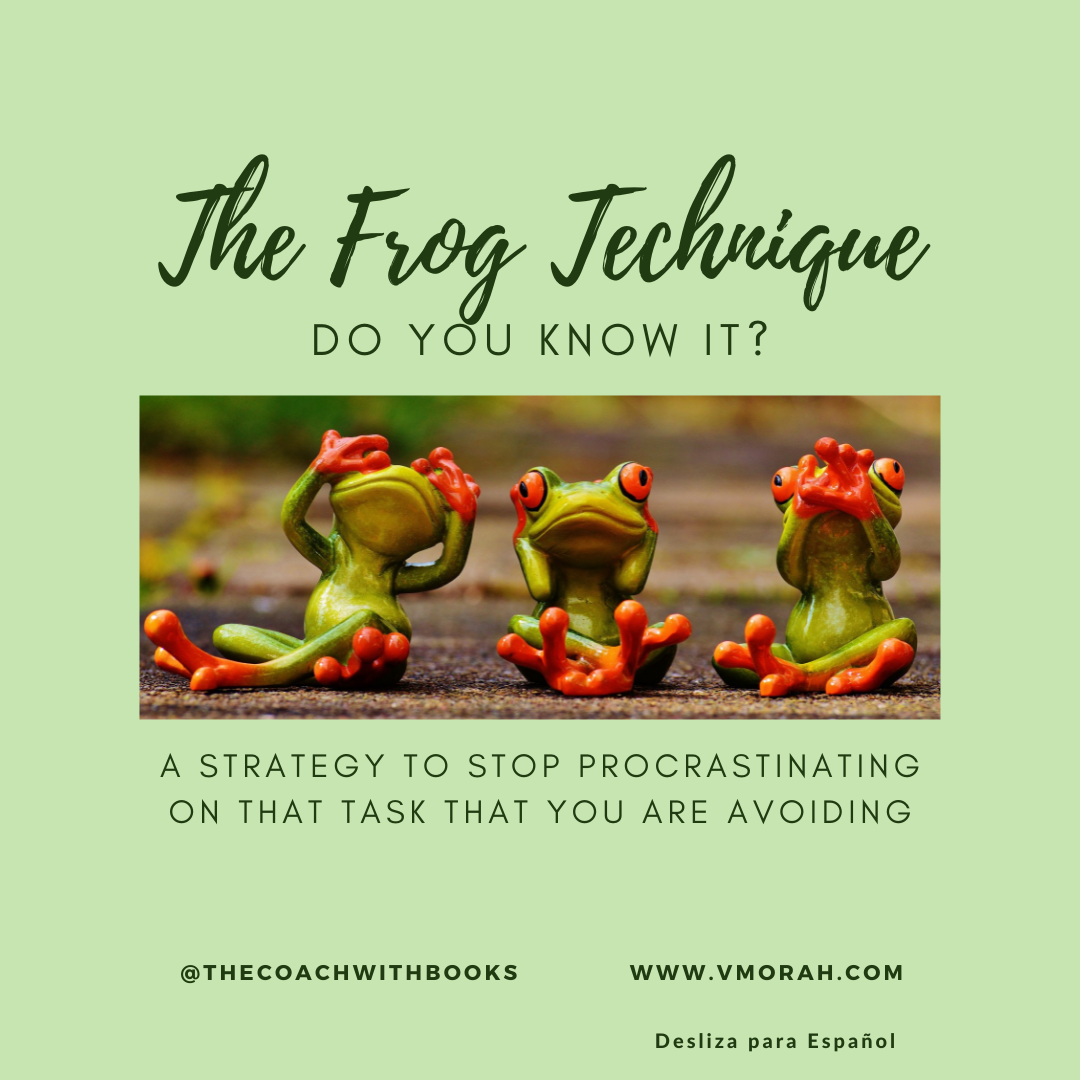 The Frog Technique
DO YOU KNOW IT?
A STRATEGY TO STOP PROCRASTINATING
ON THAT TASK THAT YOU ARE AVOIDING
@THECOACHWITHBOOKS
WWW.VMORAH.COM
Desliza para Español